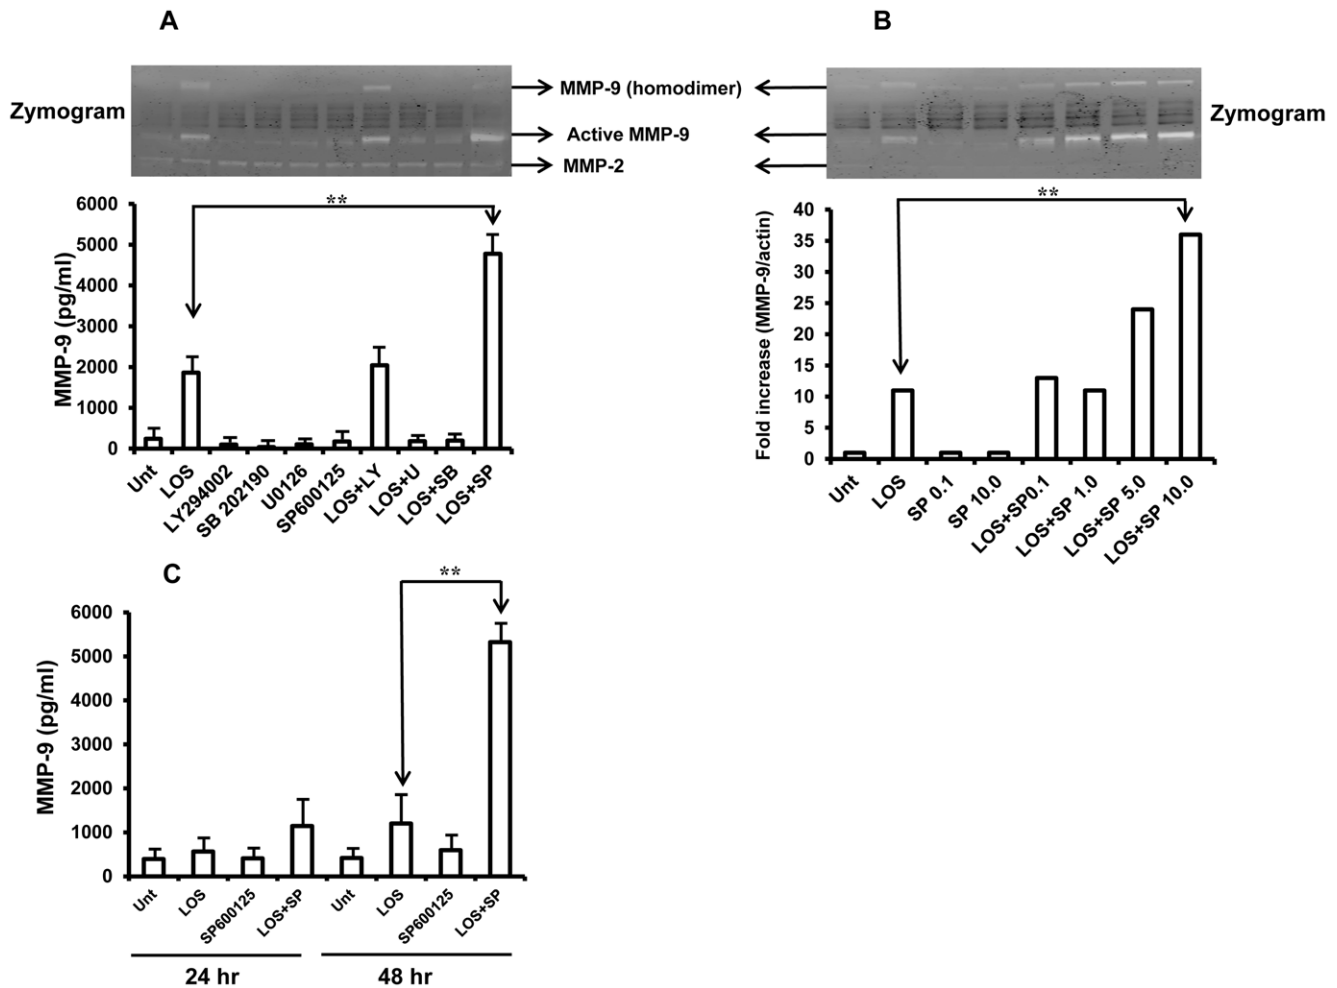 A
B
Zymogram
MMP-9 (homodimer)
Active MMP-9
MMP-2
Zymogram
**
MMP-9 (pg/ml)
6000
5000
4000
3000
2000
1000
0
Unt
LOS
LY294002
SB 202190
U0126
SP600125
LOS+LY
LOS+U
LOS+SB
LOS+SP
**
Fold increase (MMP-9/actin)
40
35
30
25
20
15
10
5
0
Unt
LOS
SP 0.1
SP 10.0
LOS+SP0.1
LOS+SP 1.0
LOS+SP 5.0
LOS+SP 10.0
C
**
MMP-9 (pg/ml)
6000
5000
4000
3000
2000
1000
0
Unt
LOS
SP600125
LOS+SP
Unt
LOS
SP600125
LOS+SP
24 hr
48 hr